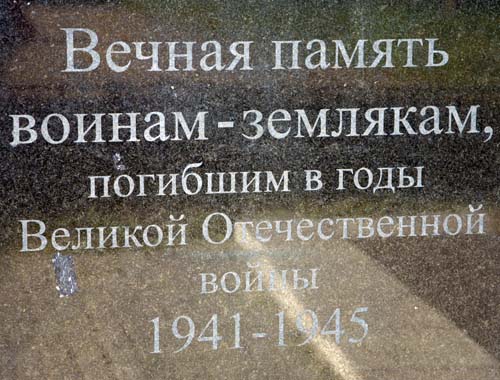 Вечная память
воинам-землякам,
погибшим в годы
Великой Отечественной
войны
1941-1945